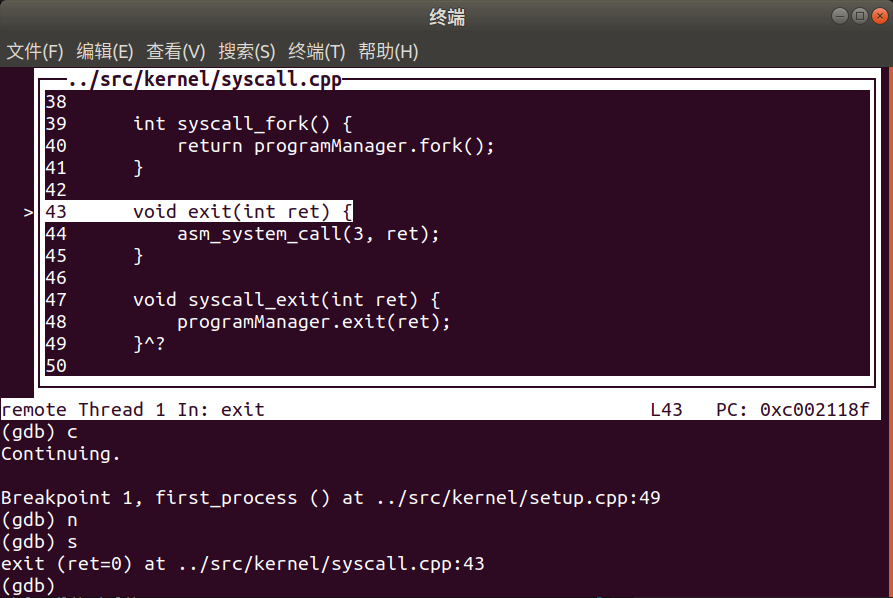 终端
文件(F) 编辑(E) 查看(V) 搜索(S) 终端(T) 帮助(H)
../src/kernel/syscall.cpp
38
39      int syscall_fork() {
40          return programManager.fork();
41      }
42
>43      void exit(int ret) {
44          asm_system_call(3, ret);
45      }
46
47      void syscall_exit(int ret) {
48          programManager.exit(ret);
49      }^?
50
remote Thread 1 In: exit                                   L43   PC: 0xc002118f
(gdb) c
Continuing.
Breakpoint 1, first_process () at ../src/kernel/setup.cpp:49
(gdb) n
(gdb) s
exit (ret=0) at ../src/kernel/syscall.cpp:43
(gdb)